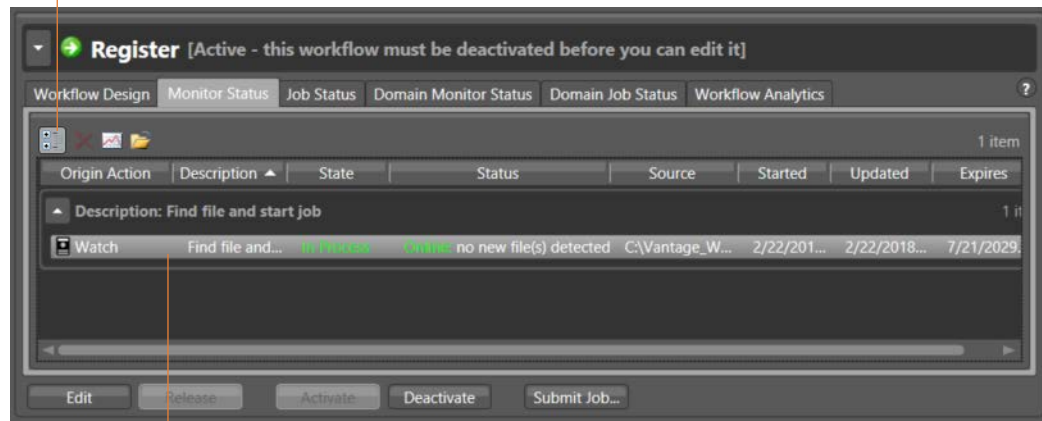 Register [Active - this workflow must be deactivated before you can edit it]
Workflow Design Monitor Status Job Status Domain Monitor Status Domain Job Status Workflow Analytics ?
1 item
Origin Action Description State Status Source Started Updated Expires
Description: Find file and start job 1 it
Watch Find file and... In Process Online: no new file(s) detected C:\Vantage_W... 2/22/201... 2/22/2018... 7/21/2029.
Edit Release Activate Deactivate Submit Job...